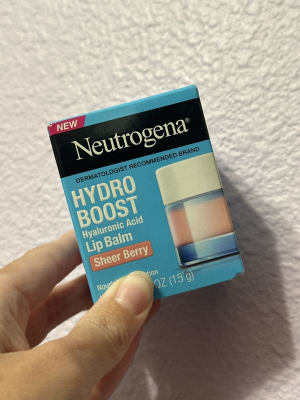 NEW
Neutrogena®
DERMATOLOGIST RECOMMENDED BRAND
HYDRO
BOOST
Hyaluronic Acid
Lip Balm
Sheer Berry
OZ (15 g)